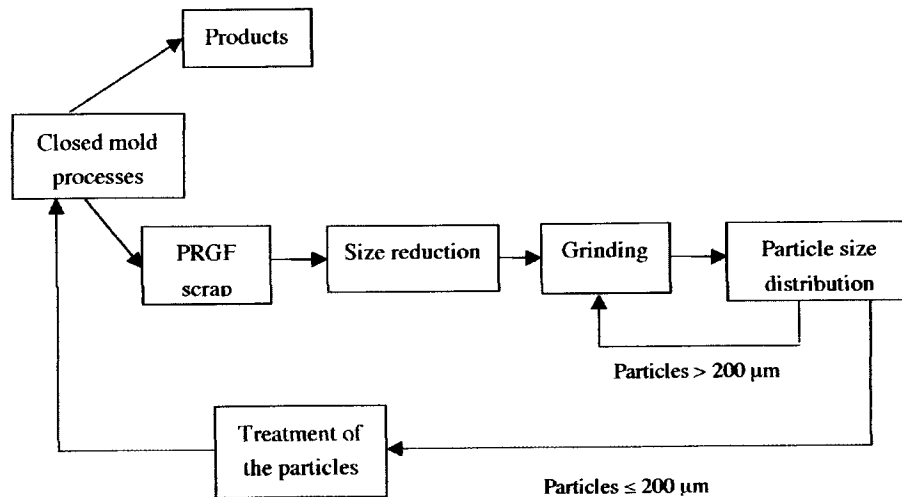 Products
Closed mold
processes
PRGF
scrap
Size reduction
Grinding
Particle size
distribution
Particles > 200 μm
Treatment of
the particles
Particles ≤ 200 μm